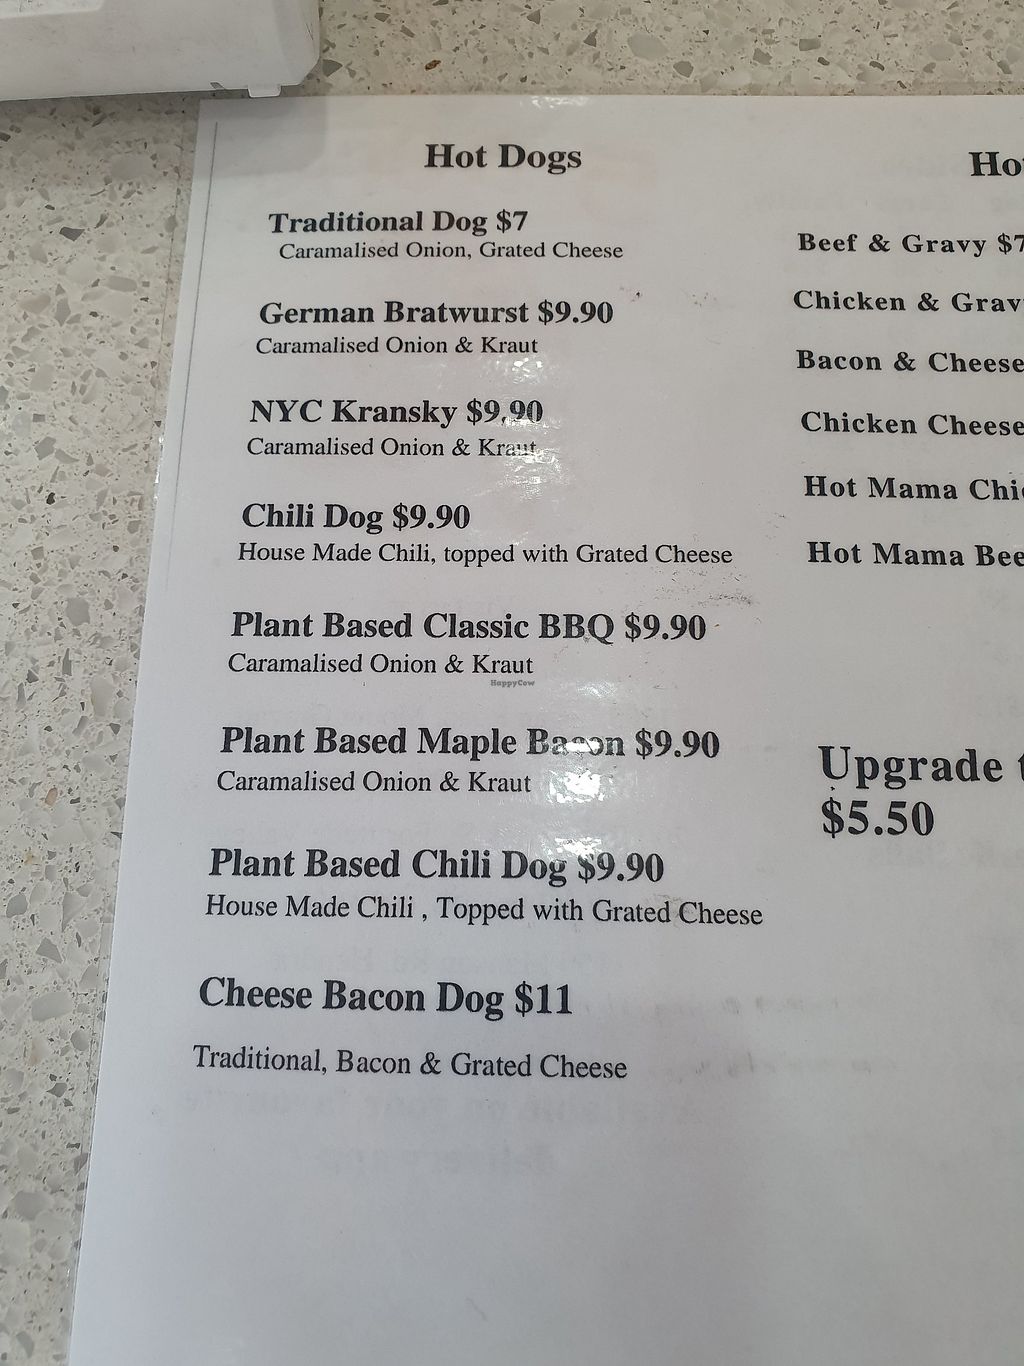 Hot Dogs
Traditional Dog $7
Caramalised Onion, Grated Cheese
German Bratwurst $9.90
Caramalised Onion & Kraut
NYC Kransky $9.90
Caramalised Onion & Kraut
Chili Dog $9.90
House Made Chili, topped with Grated Cheese
Plant Based Classic BBQ $9.90
Caramalised Onion & Kraut
HappyCow
Plant Based Maple Bacon $9.90
Caramalised Onion & Kraut
Plant Based Chili Dog $9.90
House Made Chili , Topped with Grated Cheese
Cheese Bacon Dog $11
Traditional, Bacon & Grated Cheese
Beef & Gravy $7
Chicken &
Bacon & Cheese
Chicken Cheese
Hot Mama
Hot Mama
Upgrade
$5.50